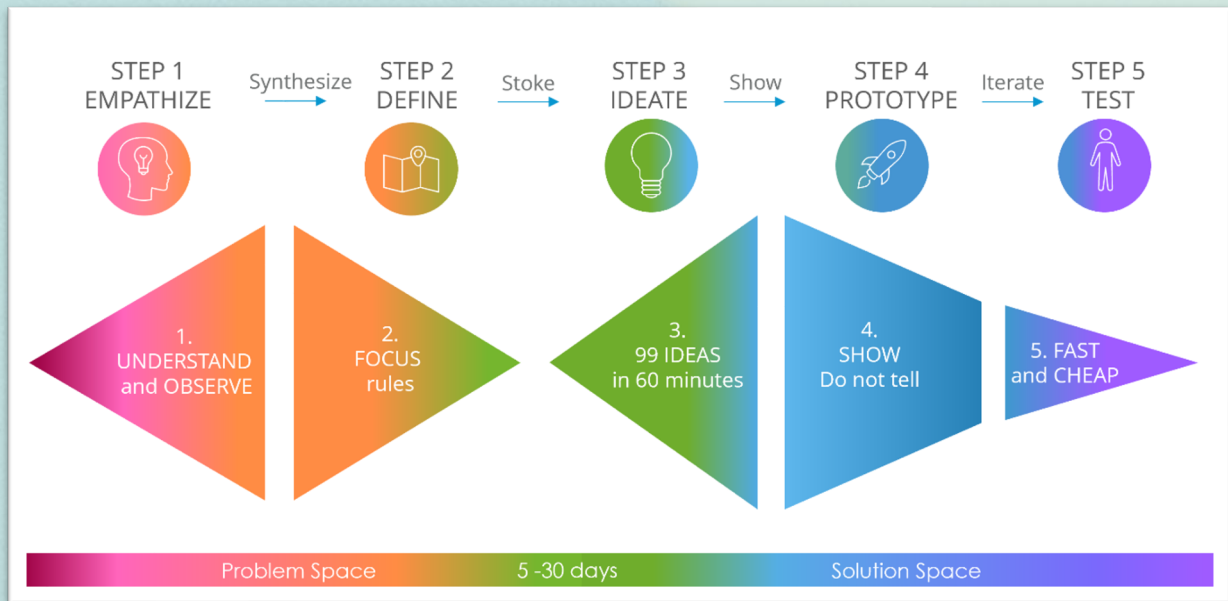 STEP 1
EMPATHIZE
Synthesize
STEP 2
DEFINE
Stoke
STEP 3
IDEATE
Show
STEP 4
PROTOTYPE
Iterate
STEP 5
TEST
1.
UNDERSTAND
and OBSERVE
2.
FOCUS
rules
3.
99 IDEAS
in 60 minutes
4.
SHOW
Do not tell
5. FAST
and CHEAP
Problem Space
5 -30 days
Solution Space